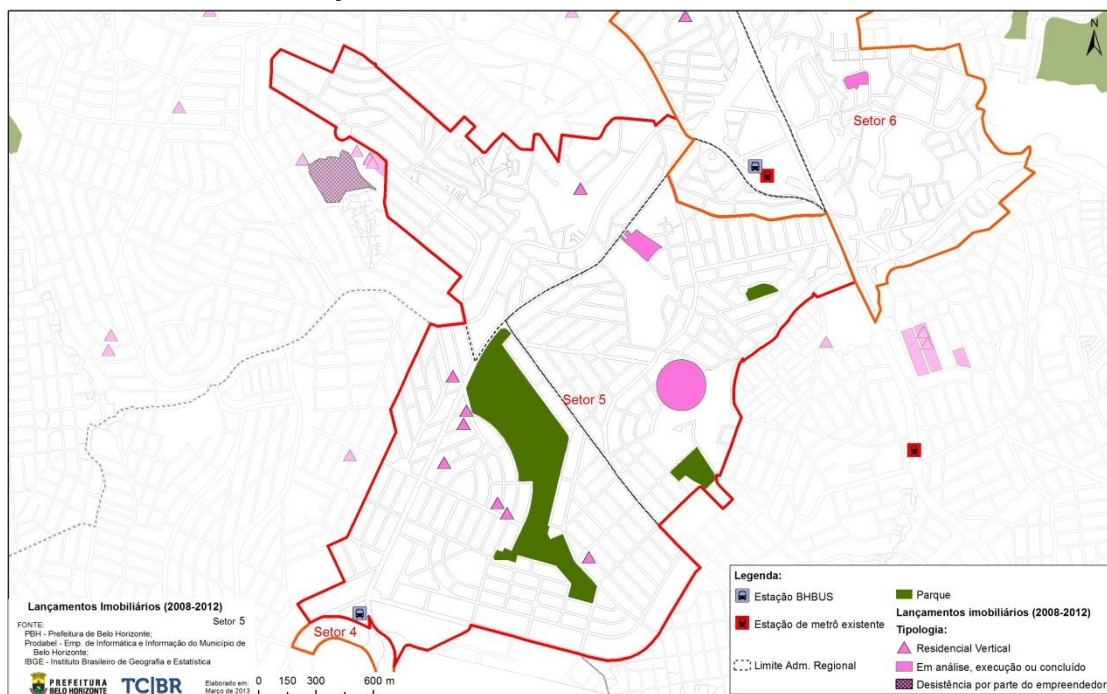 N
Setor 6
Setor 5
Setor 4
Lançamentos Imobiliários (2008-2012)
Setor 5
FONTE:
PBH - Prefeitura de Belo Horizonte;
Prodabel - Emp. de Informática e Informação do Município de
Belo Horizonte;
IBGE - Instituto Brasileiro de Geografia e Estatística
PREFEITURA
BELO HORIZONTE
TC|BR
Elaborado em:
Março de 2013
0 150 300 600 m
Legenda:
Estação BHBUS
Estação de metrô existente
Limite Adm. Regional
Parque
Lançamentos imobiliários (2008-2012)
Tipologia:
Residencial Vertical
Em análise, execução ou concluído
Desistência por parte do empreendedor